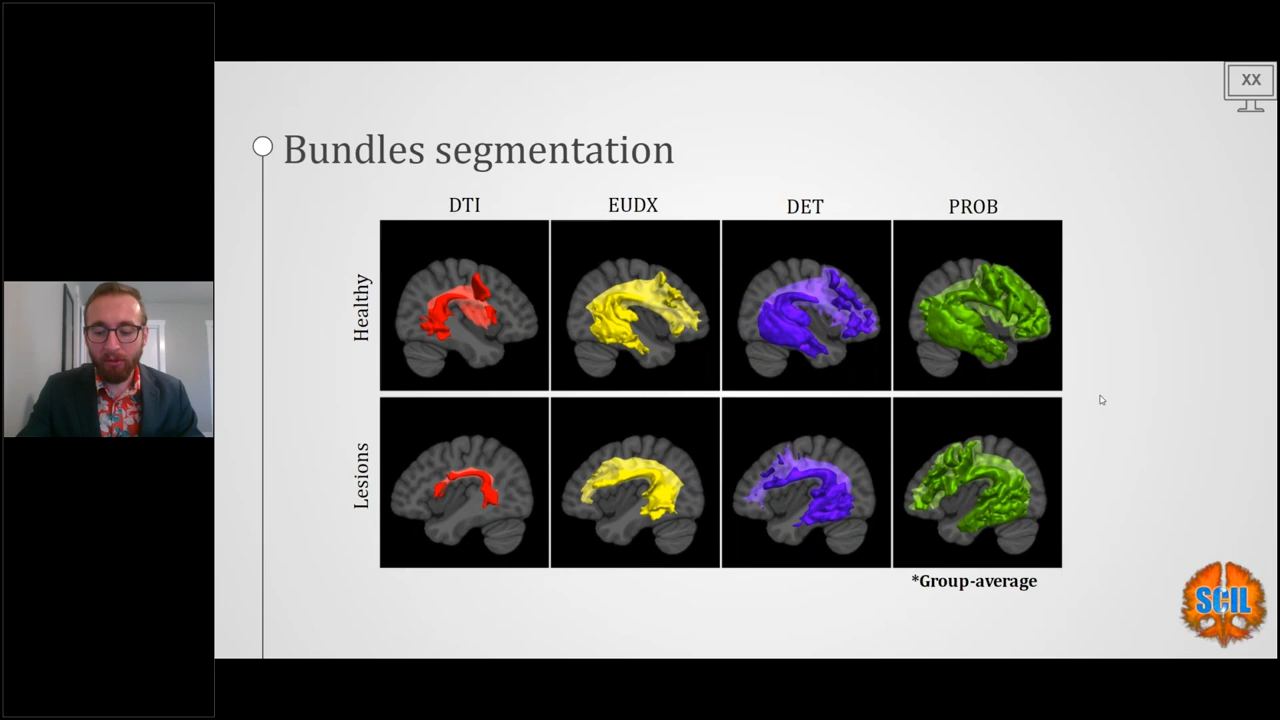 XX
Bundles segmentation
DTI EUDX DET PROB
Healthy
Lesions
*Group-average
SCIL